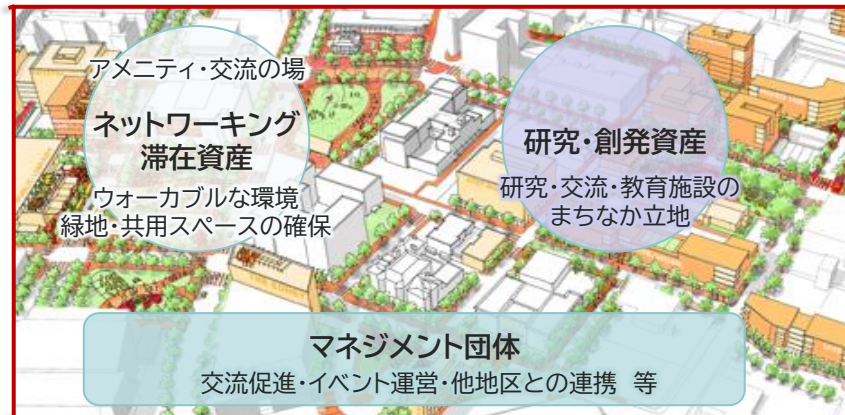 アメニティ・交流の場
ネットワーキング
滞在資産
ウォーカブルな環境
緑地・共用スペースの確保
研究・創発資産
研究・交流・教育施設の
まちなか立地
マネジメント団体
交流促進・イベント運営・他地区との連携　等